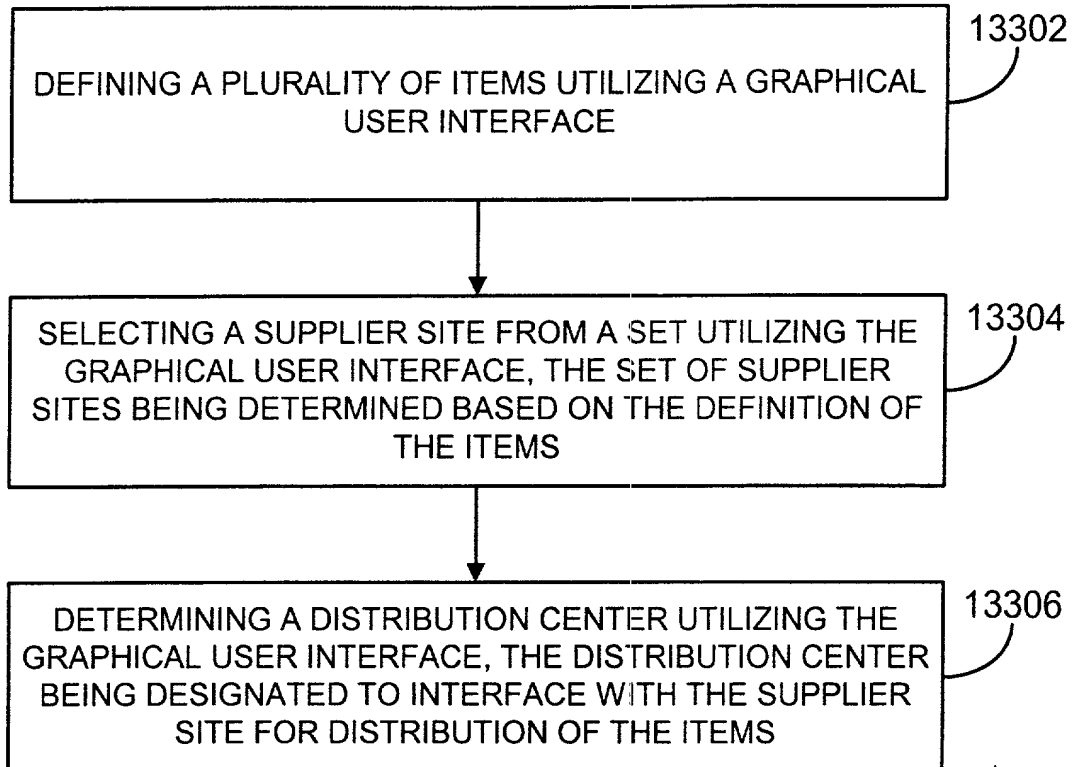 13302
DEFINING A PLURALITY OF ITEMS UTILIZING A GRAPHICAL
USER INTERFACE
13304
SELECTING A SUPPLIER SITE FROM A SET UTILIZING THE
GRAPHICAL USER INTERFACE, THE SET OF SUPPLIER
SITES BEING DETERMINED BASED ON THE DEFINITION OF
THE ITEMS
13306
DETERMINING A DISTRIBUTION CENTER UTILIZING THE
GRAPHICAL USER INTERFACE, THE DISTRIBUTION CENTER
BEING DESIGNATED TO INTERFACE WITH THE SUPPLIER
SITE FOR DISTRIBUTION OF THE ITEMS